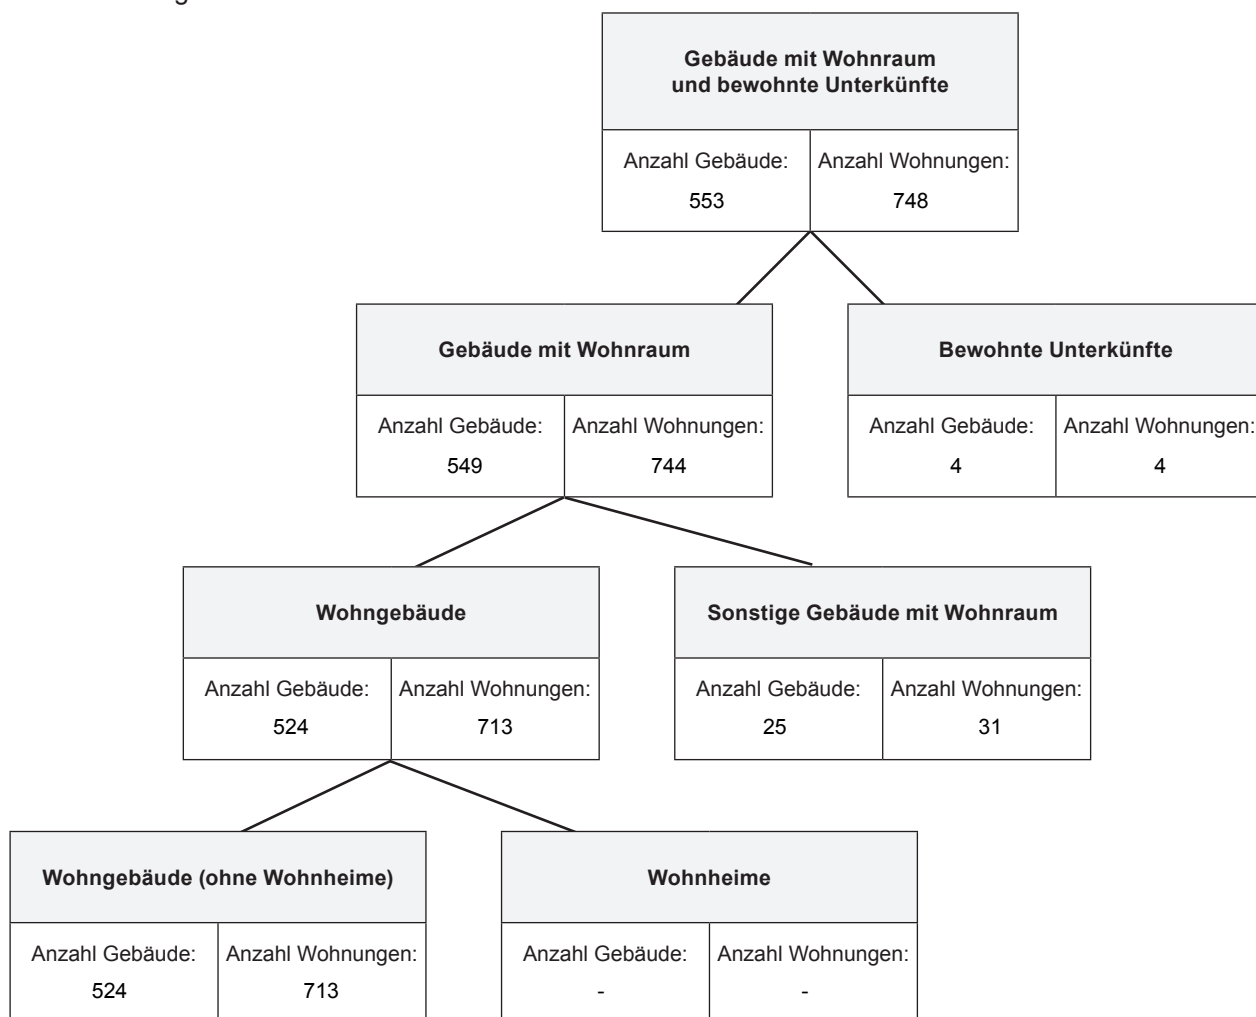 Gebäude mit Wohnraum
und bewohnte Unterkünfte
Anzahl Gebäude: Anzahl Wohnungen:
553 748
Gebäude mit Wohnraum
Bewohnte Unterkünfte
Anzahl Gebäude: Anzahl Wohnungen:
549 744
Anzahl Gebäude: Anzahl Wohnungen:
4 4
Wohngebäude
Sonstige Gebäude mit Wohnraum
Anzahl Gebäude: Anzahl Wohnungen:
524 713
Anzahl Gebäude: Anzahl Wohnungen:
25 31
Wohngebäude (ohne Wohnheime)
Wohnheime
Anzahl Gebäude: Anzahl Wohnungen:
524 713
Anzahl Gebäude: Anzahl Wohnungen:
- -